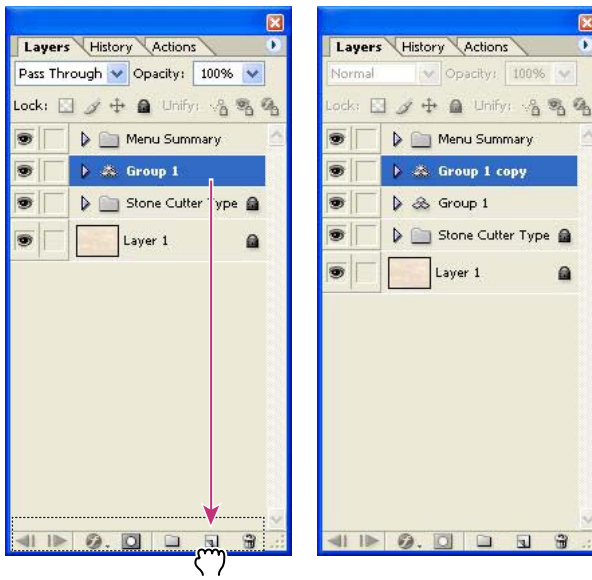 Layers History Actions
Pass Through Opacity: 100%
Lock: Unify:
Menu Summary
Group 1
Stone Cutter Type
Layer 1
Layers History Actions
Normal Opacity: 100%
Lock: Unify:
Menu Summary
Group 1 copy
Group 1
Stone Cutter Type
Layer 1